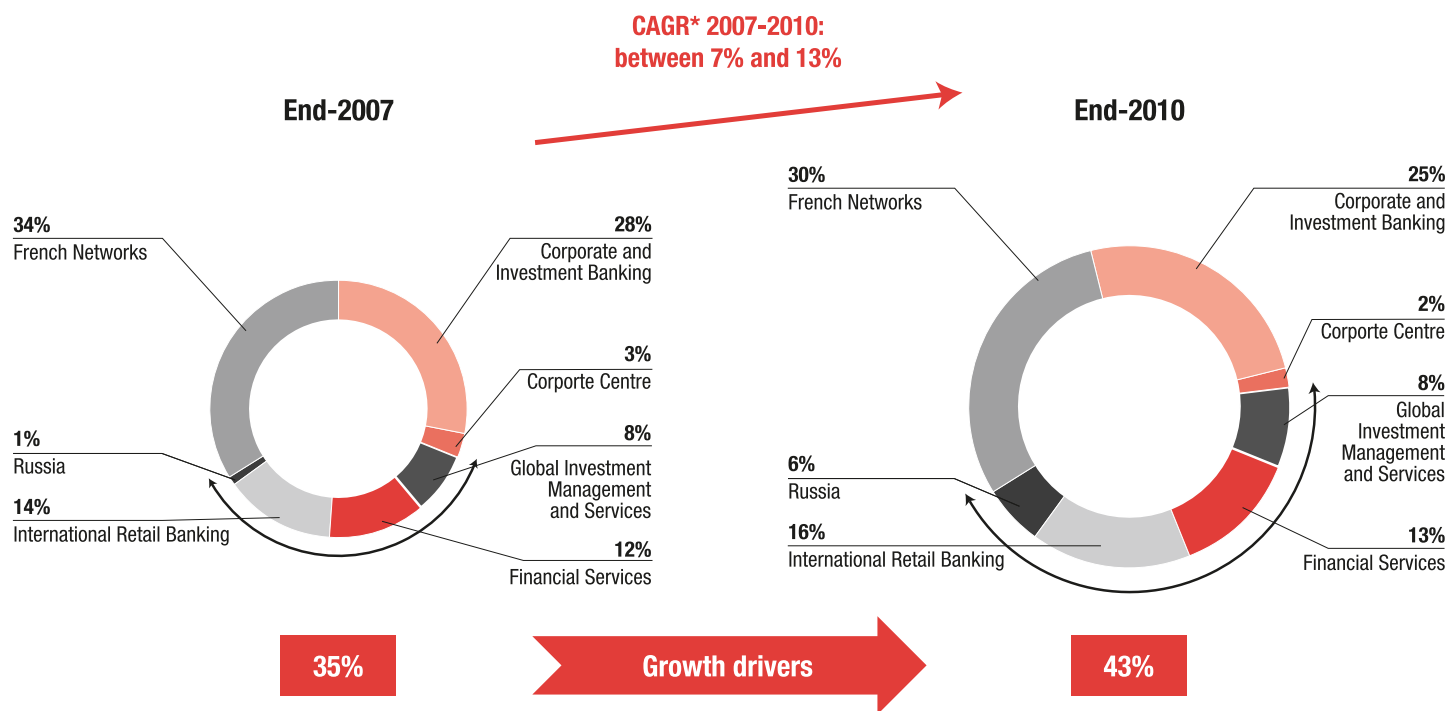 CAGR* 2007-2010:
between 7% and 13%
End-2007
34%
French Networks
28%
Corporate and
Investment Banking
3%
Corporte Centre
8%
Global Investment
Management
and Services
12%
Financial Services
14%
International Retail Banking
1%
Russia
35%
Growth drivers
End-2010
30%
French Networks
25%
Corporate and
Investment Banking
2%
Corporte Centre
8%
Global
Investment
Management
and Services
13%
Financial Services
16%
International Retail Banking
6%
Russia
43%